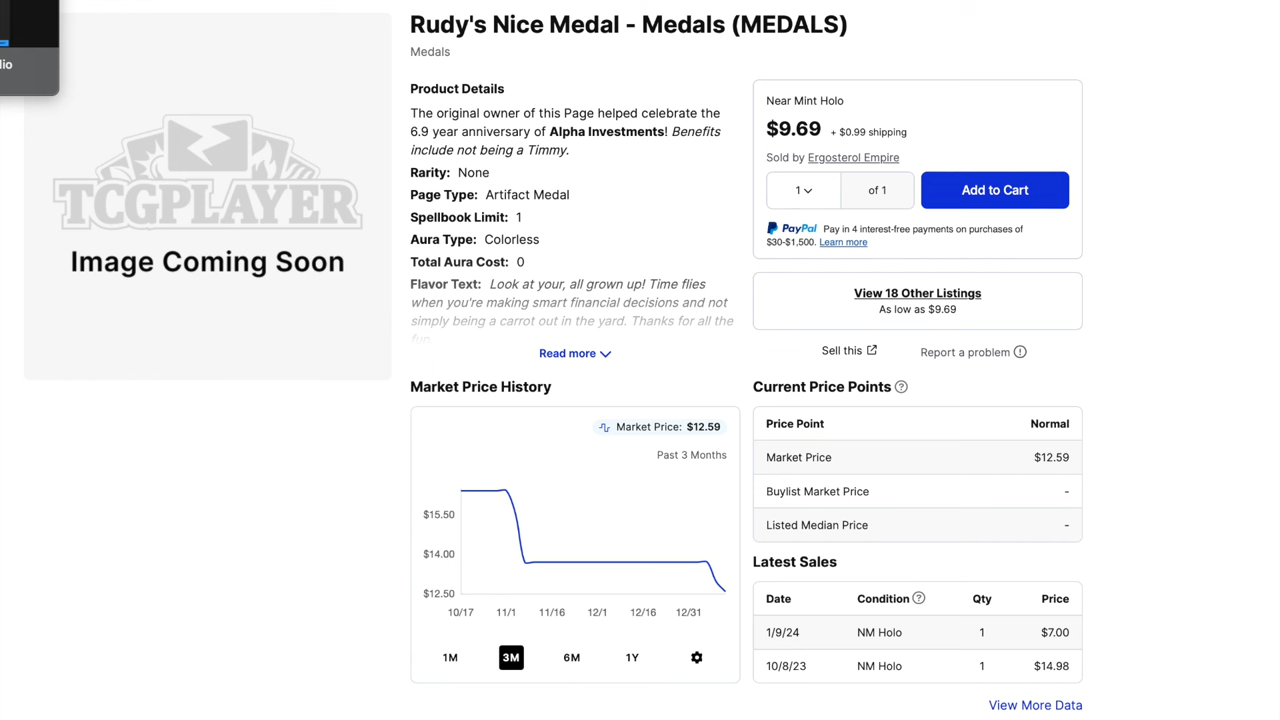 Rudy's Nice Medal - Medals (MEDALS)
Medals
lio
TCGPLAYER
Image Coming Soon
Product Details
The original owner of this Page helped celebrate the
6.9 year anniversary of Alpha Investments! Benefits
include not being a Timmy.
Rarity: None
Page Type: Artifact Medal
Spellbook Limit: 1
Aura Type: Colorless
Total Aura Cost: 0
Flavor Text: Look at your, all grown up! Time flies
when you're making smart financial decisions and not
simply being a carrot out in the yard. Thanks for all the
fun.
Read more
Near Mint Holo
$9.69 + $0.99 shipping
Sold by Ergosterol Empire
1 of 1 Add to Cart
PayPal Pay in 4 interest-free payments on purchases of
$30-$1,500. Learn more
View 18 Other Listings
As low as $9.69
Sell this Report a problem
Market Price History
Market Price: $12.59
Past 3 Months
$15.50
$14.00
$12.50
10/17 11/1 11/16 12/1 12/16 12/31
1M 3M 6M 1Y
Current Price Points
Price Point Normal
Market Price $12.59
Buylist Market Price -
Listed Median Price -
Latest Sales
Date Condition Qty Price
1/9/24 NM Holo 1 $7.00
10/8/23 NM Holo 1 $14.98
View More Data